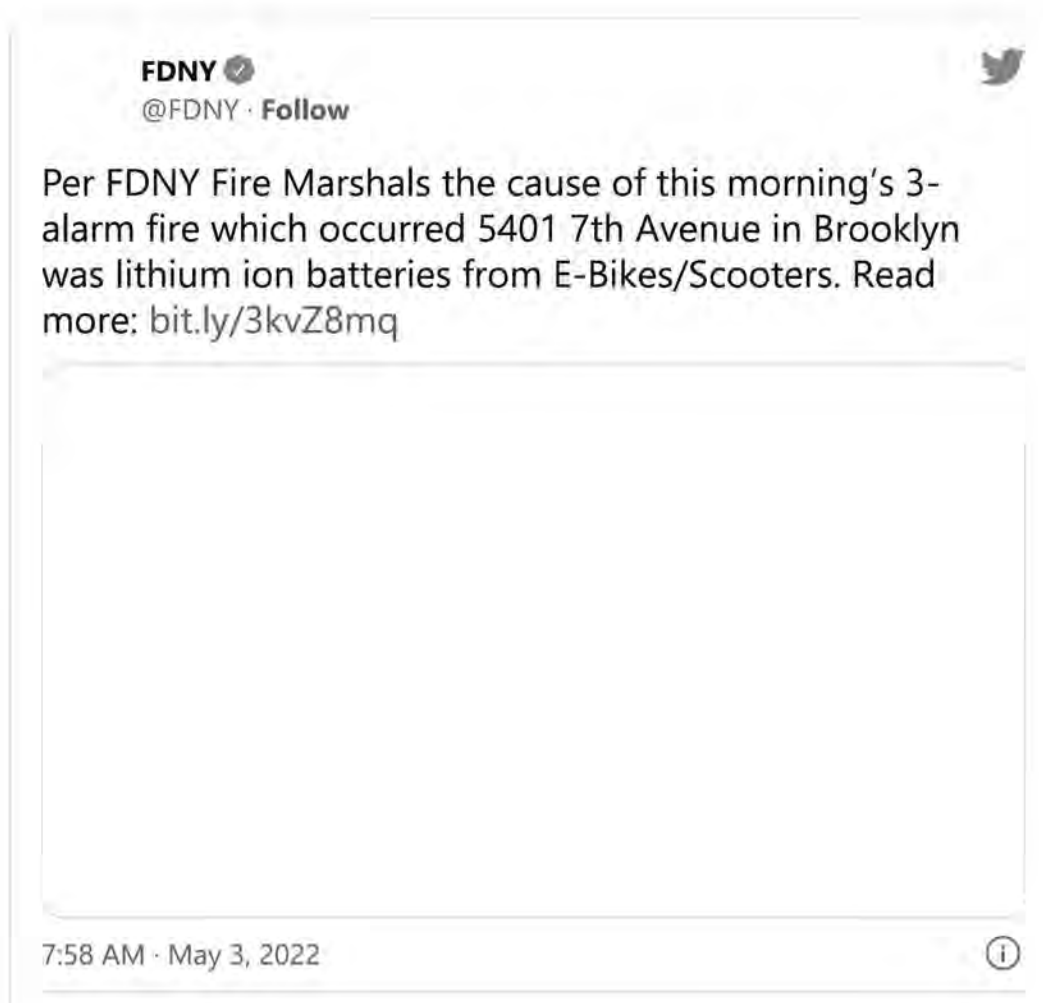 FDNY
@FDNY · Follow
Per FDNY Fire Marshals the cause of this morning's 3-
alarm fire which occurred 5401 7th Avenue in Brooklyn
was lithium ion batteries from E-Bikes/Scooters. Read
more: bit.ly/3kvZ8mq
7:58 AM · May 3, 2022